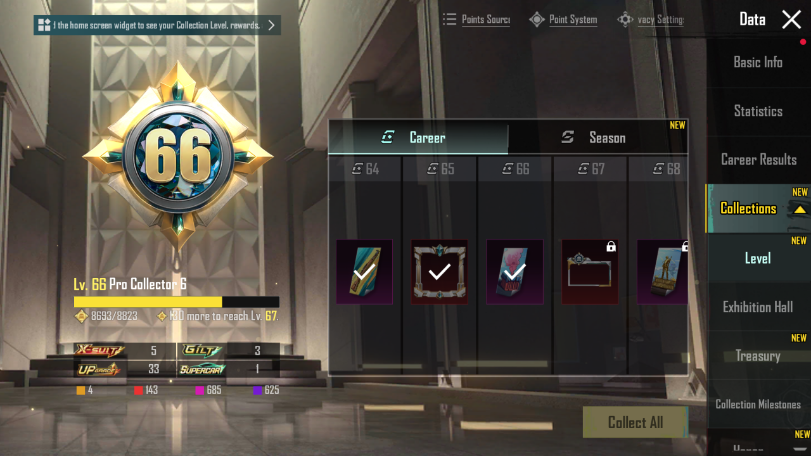 f the home screen widget to see your Collection Level, rewards,
Points Sourc
Point System
vacy Setting
Data
Basic Info
Statistics
Career Results
NEW
Collections
NEW
Level
Exhibition Hall
NEW
Treasury
Collection Milestones
NEW
66
Lv. 66 Pro Collector 6
8693/8823
130 more to reach Lv. 67.
X-SUIT 5
GILT 3
UPGRADE 33
SUPERCAR 1
4 143 685 625
Career
Season
NEW
64 65 66 67 68
Collect All